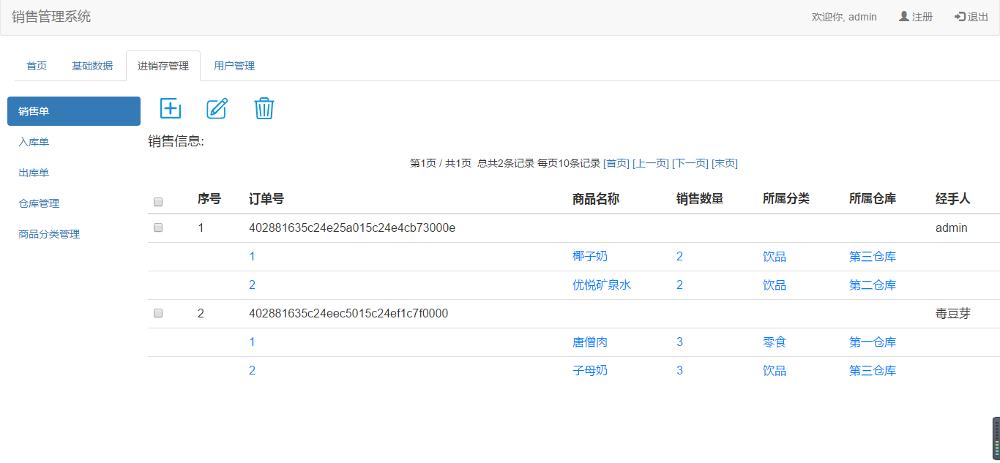 销售管理系统 欢迎你, admin 注册 退出
首页 基础数据 进销存管理 用户管理
销售单
入库单
出库单
仓库管理
商品分类管理
销售信息:
第1页 / 共1页 总共2条记录 每页10条记录 [首页] [上一页] [下一页] [末页]
序号 订单号 商品名称 销售数量 所属分类 所属仓库 经手人
1 402881635c24e25a015c24e4cb73000e admin
1 椰子奶 2 饮品 第三仓库
2 优悦矿泉水 2 饮品 第二仓库
2 402881635c24eec5015c24ef1c7f0000 毒豆芽
1 唐僧肉 3 零食 第一仓库
2 子母奶 3 饮品 第三仓库